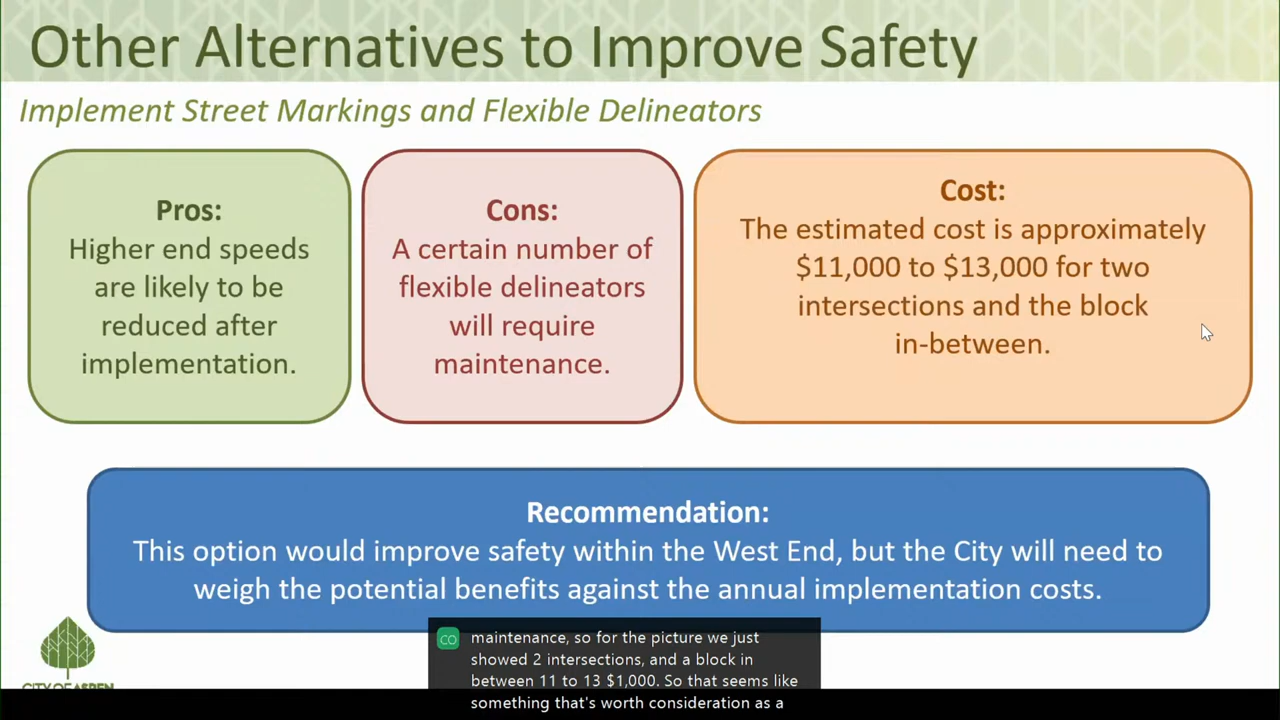 Other Alternatives to Improve Safety
Implement Street Markings and Flexible Delineators
Pros:
Higher end speeds
are likely to be
reduced after
implementation.
Cons:
A certain number of
flexible delineators
will require
maintenance.
Cost:
The estimated cost is approximately
$11,000 to $13,000 for two
intersections and the block
in-between.
Recommendation:
This option would improve safety within the West End, but the City will need to
weigh the potential benefits against the annual implementation costs.
CITY OF ASPEN
CO
maintenance, so for the picture we just
showed 2 intersections, and a block in
between 11 to 13 $1,000. So that seems like
something that's worth consideration as a